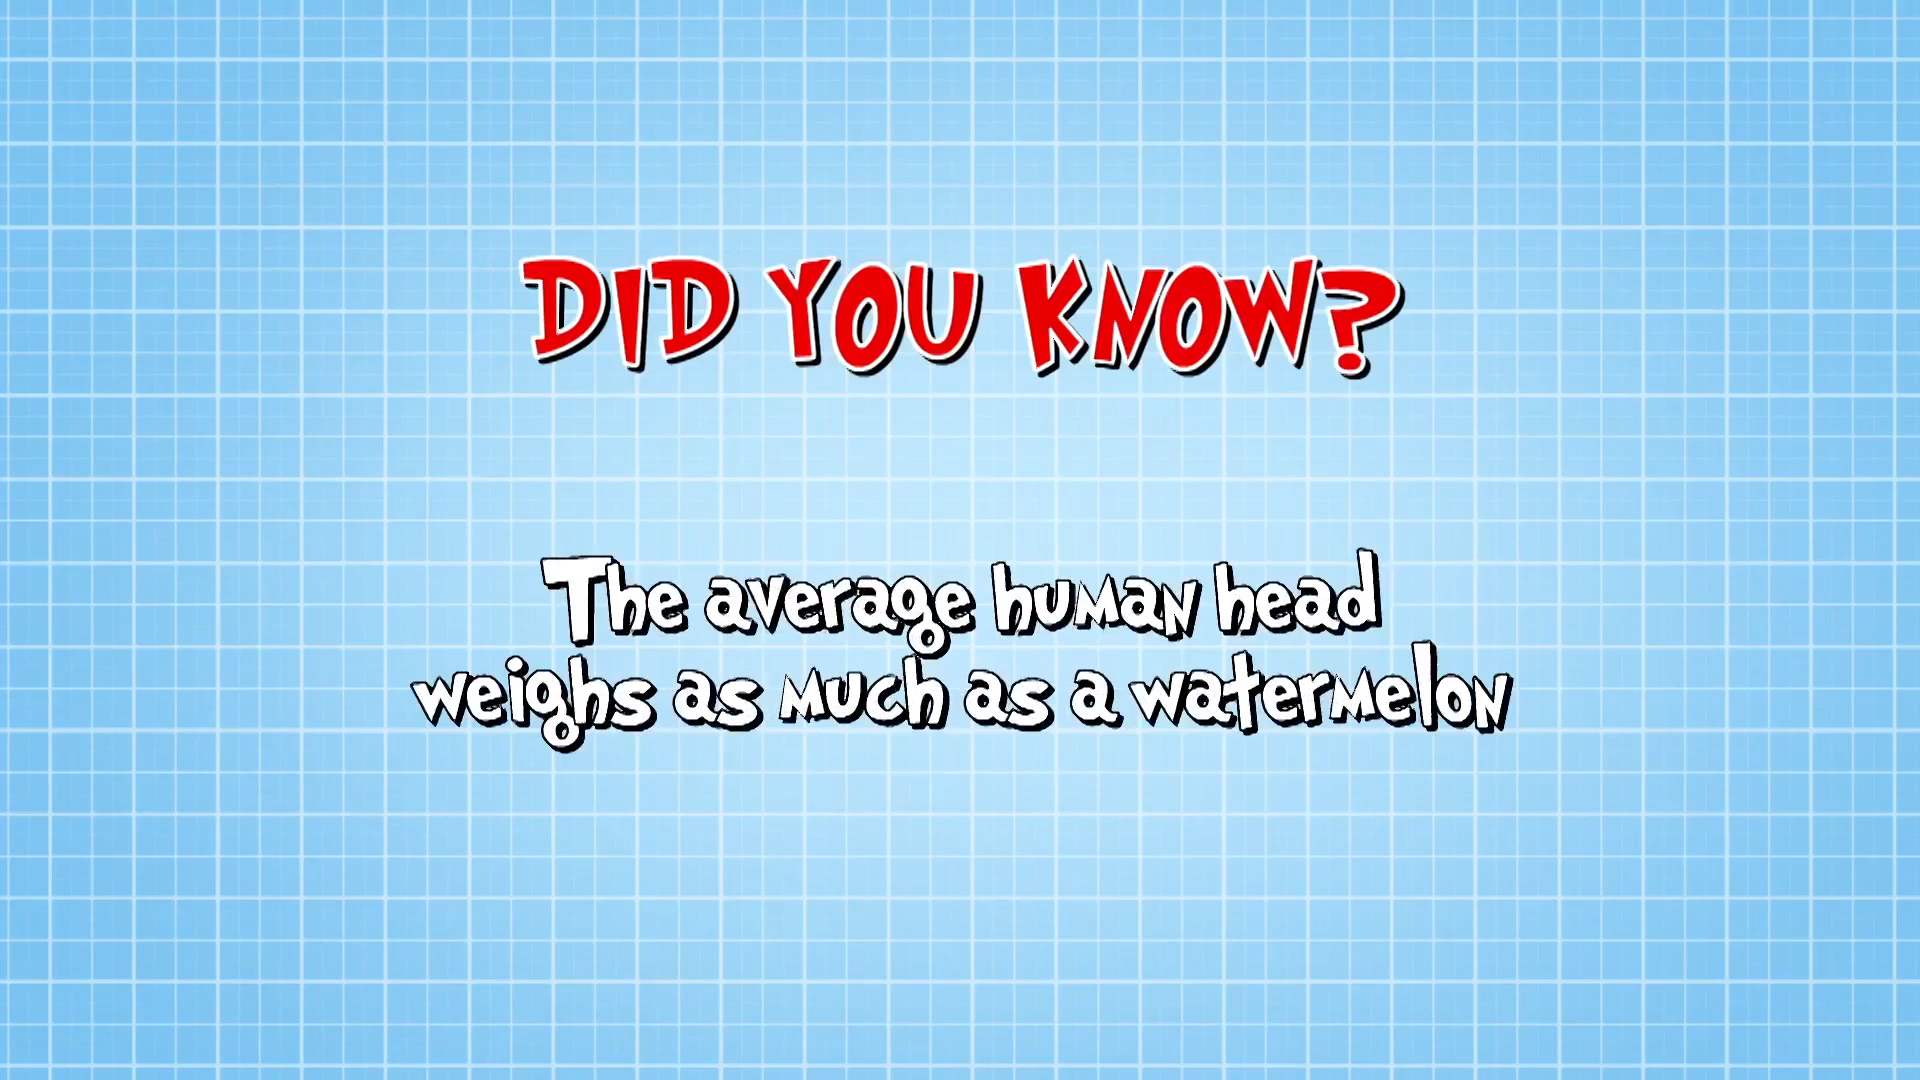 DID YOU KNOW?
The average human head
weighs as much as a watermelon